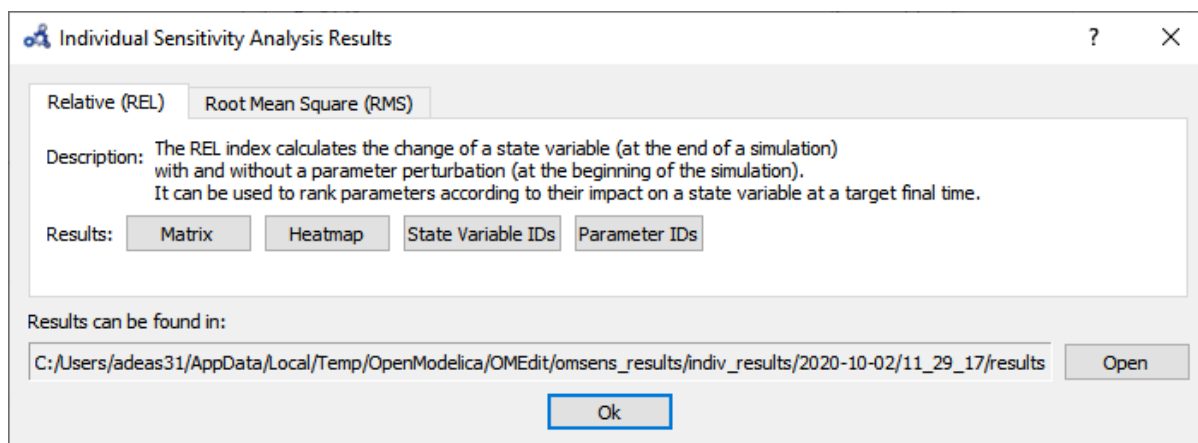 Individual Sensitivity Analysis Results ?
Relative (REL) Root Mean Square (RMS)
Description: The REL index calculates the change of a state variable (at the end of a simulation)
with and without a parameter perturbation (at the beginning of the simulation).
It can be used to rank parameters according to their impact on a state variable at a target final time.
Results: Matrix Heatmap State Variable IDs Parameter IDs
Results can be found in:
C:/Users/adeas31/AppData/Local/Temp/OpenModelica/OMEdit/omsens_results/indiv_results/2020-10-02/11_29_17/results Open
Ok